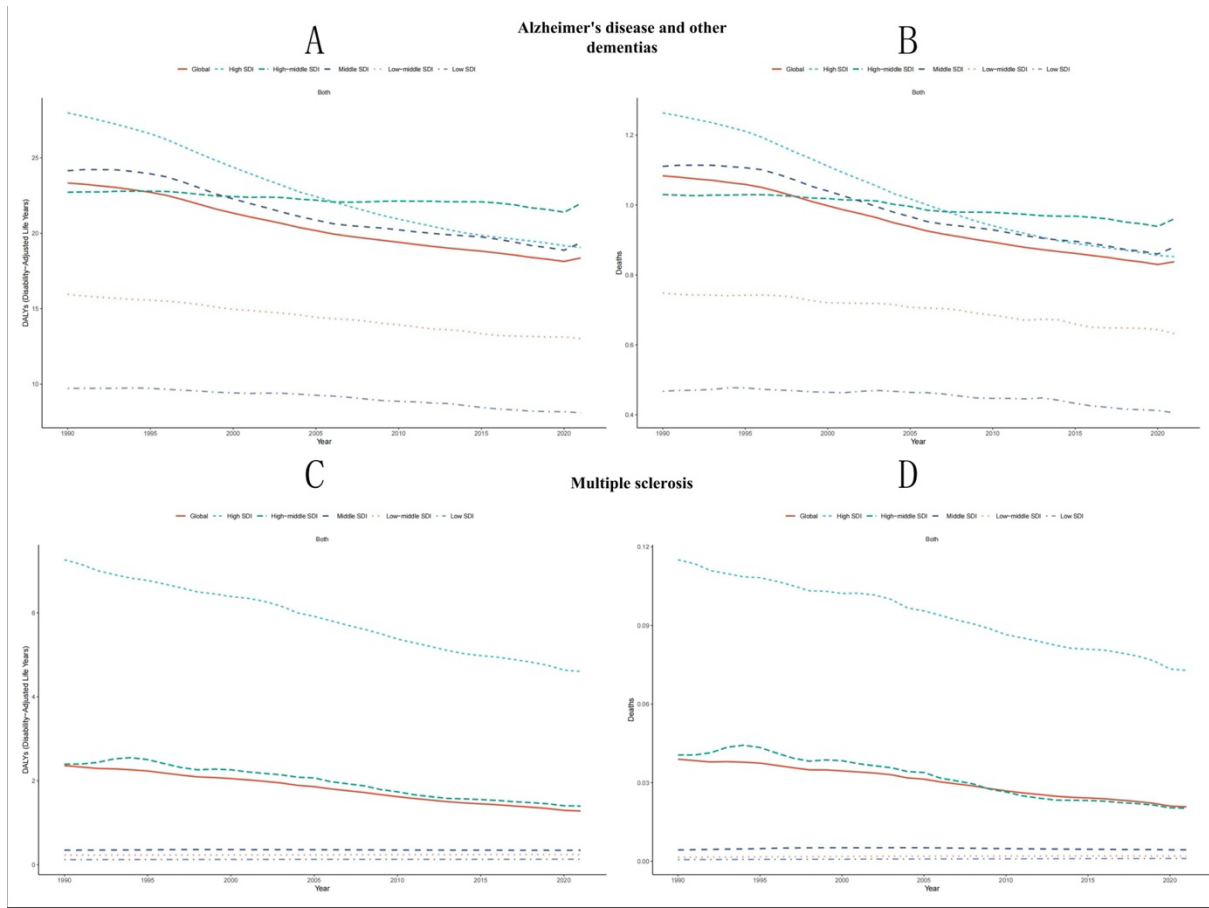 Alzheimer's disease and other
dementias
A
B
Global High SDI High-middle SDI Middle SDI Low-middle SDI Low SDI
Global High SDI High-middle SDI Middle SDI Low-middle SDI Low SDI
Both
Both
DALYs (Disability-Adjusted Life Years)
25
20
15
10
1990 1995 2000 2005 2010 2015 2020
Year
Deaths
1.2
1.0
0.8
0.6
0.4
1990 1995 2000 2005 2010 2015 2020
Year
C
Multiple sclerosis
D
Global High SDI High-middle SDI Middle SDI Low-middle SDI Low SDI
Global High SDI High-middle SDI Middle SDI Low-middle SDI Low SDI
Both
Both
DALYs (Disability-Adjusted Life Years)
6
4
2
0
1990 1995 2000 2005 2010 2015 2020
Year
Deaths
0.12
0.09
0.06
0.03
0.00
1990 1995 2000 2005 2010 2015 2020
Year